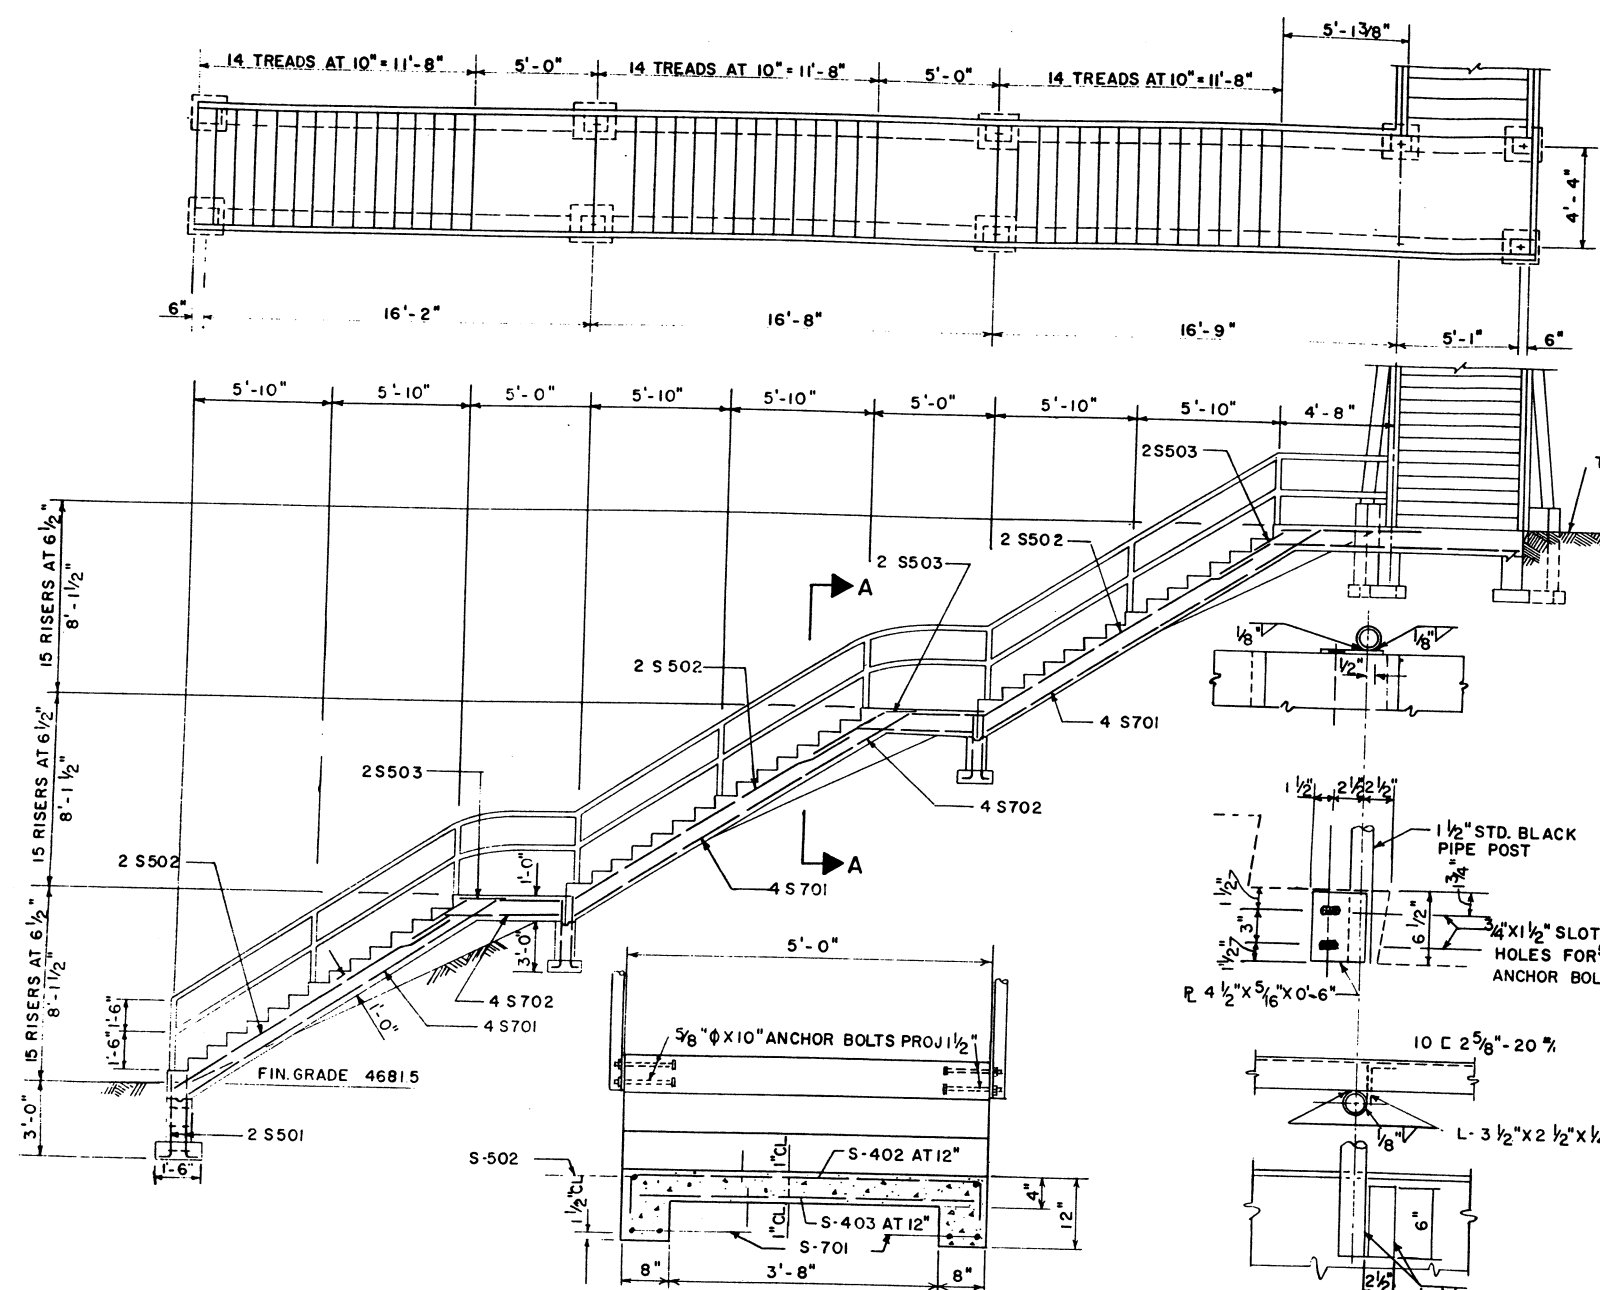 5'-1 3/8"
14 TREADS AT 10" = 11'-8"
5'-0"
14 TREADS AT 10" = 11'-8"
5'-0"
14 TREADS AT 10" = 11'-8"
4'-4"
6"
16'-2"
16'-8"
16'-9"
5'-1"
6"
5'-10"
5'-10"
5'-0"
5'-10"
5'-10"
5'-0"
5'-10"
5'-10"
4'-8"
2S503
2 S502
2 S503
A
15 RISERS AT 6 1/2"
8'-1 1/2"
1/8"
1/8"
1/2"
2 S502
4 S701
15 RISERS AT 6 1/2"
8'-1 1/2"
2S503
4 S702
1 1/2"
2 1/2"
2 1/2"
1 1/2" STD. BLACK
PIPE POST
2 S502
1'-0"
A
4 S701
1 1/2"
3"
1 1/2"
1 3/4"
6 1/2"
3/4"X1 1/2" SLOT
HOLES FOR
ANCHOR BOL
PL 4 1/2"X 5/16"X 0'-6"
15 RISERS AT 6 1/2"
8'-1 1/2"
3'-0"
5'-0"
4 S702
4 S701
1'-0"
1'-6"
1'-6"
5/8"ΦX10" ANCHOR BOLTS PROJ 1 1/2"
10 [ 2 5/8"-20 #/
FIN. GRADE 4681.5
3'-0"
2 S501
1'-6"
1/8"
L- 3 1/2"X 2 1/2"X 1/4
S-502
1"CL
S-402 AT 12"
1 1/2"CL
4"
12"
1"CL
S-403 AT 12"
S-701
6"
8"
3'-8"
8"
2 1/2"